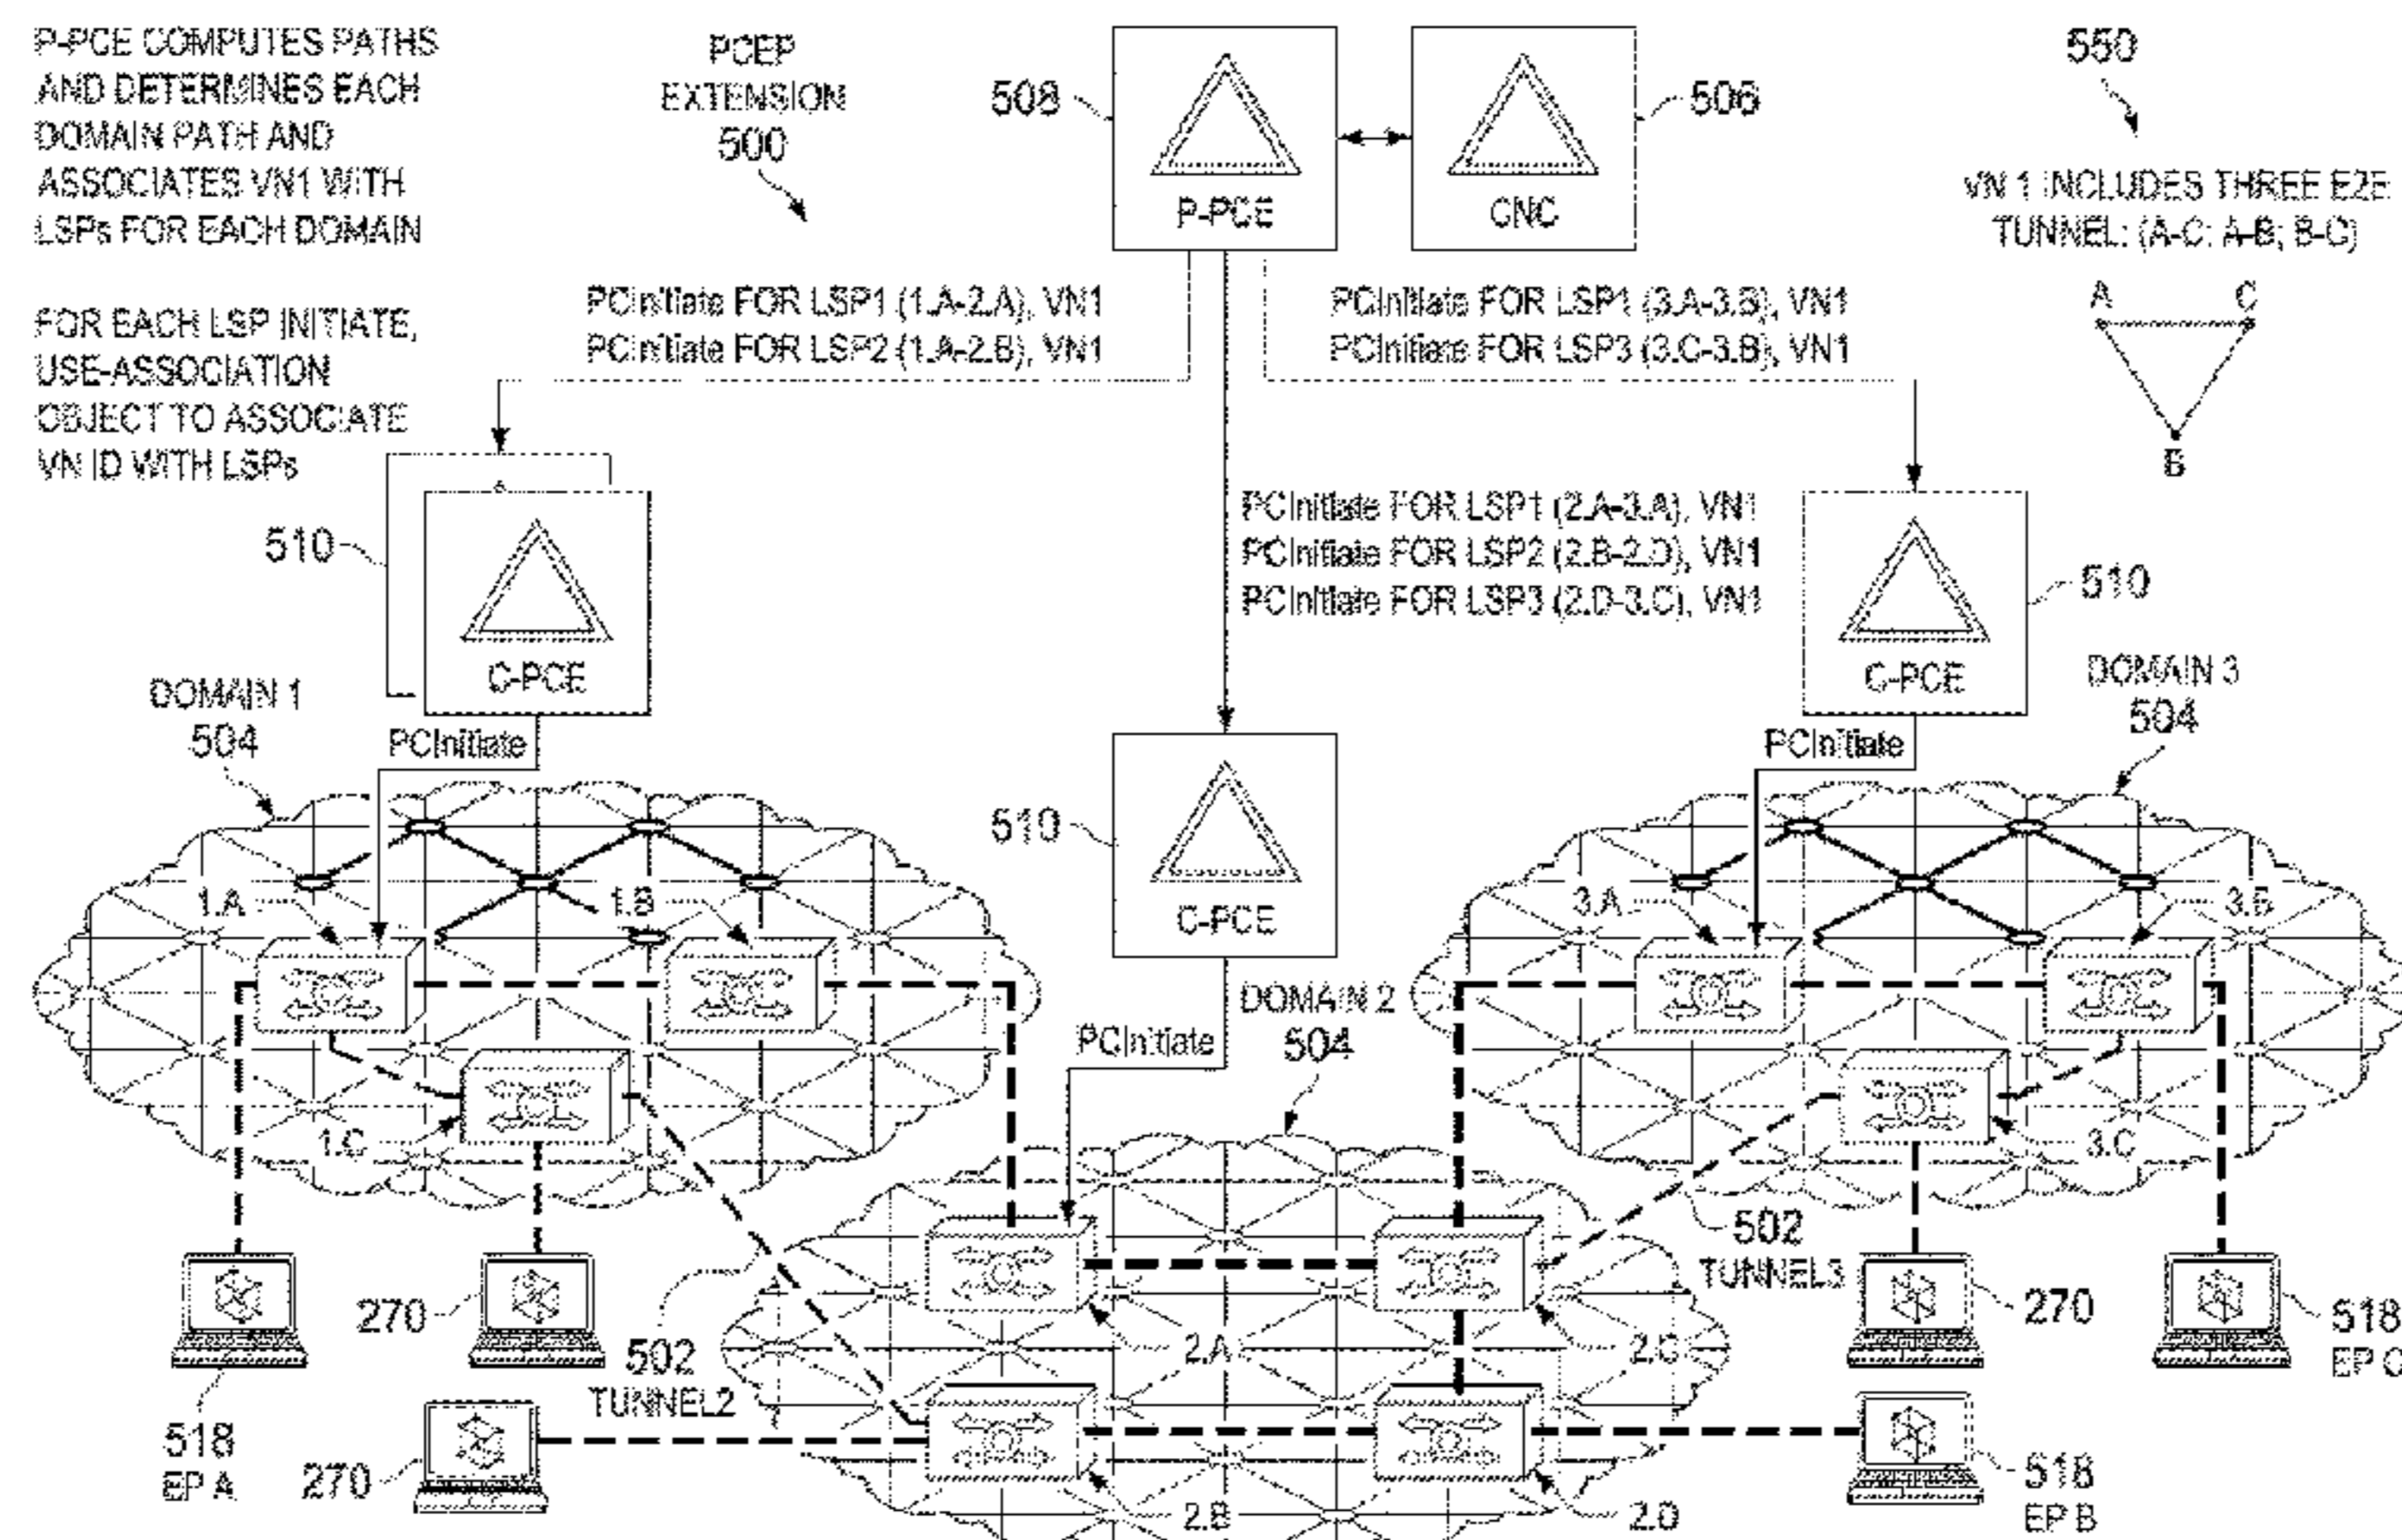 P-PCE COMPUTES PATHS
AND DETERMINES EACH
DOMAIN PATH AND
ASSOCIATES VN1 WITH
LSPs FOR EACH DOMAIN
FOR EACH LSP INITIATE,
USE-ASSOCIATION
OBJECT TO ASSOCIATE
VN ID WITH LSPs
PCEP
EXTENSION
500
508
P-PCE
CNC
506
550
VN 1 INCLUDES THREE E2E
TUNNEL: (A-C; A-B; B-C)
A
C
B
PCInitiate FOR LSP1 (1.A-2.A), VN1
PCInitiate FOR LSP2 (1.A-2.B), VN1
PCInitiate FOR LSP1 (3.A-3.B), VN1
PCInitiate FOR LSP3 (3.C-3.B), VN1
PCInitiate FOR LSP1 (2.A-3.A), VN1
PCInitiate FOR LSP2 (2.B-2.D), VN1
PCInitiate FOR LSP3 (2.D-3.C), VN1
510
C-PCE
510
C-PCE
510
C-PCE
DOMAIN 1
504
PCInitiate
DOMAIN 3
504
PCInitiate
DOMAIN 2
504
PCInitiate
1.A
1.B
1.C
3.A
3.B
3.C
2.A
2.C
2.B
2.D
502
TUNNEL2
502
TUNNEL3
270
270
270
518
EP A
518
EP C
518
EP B